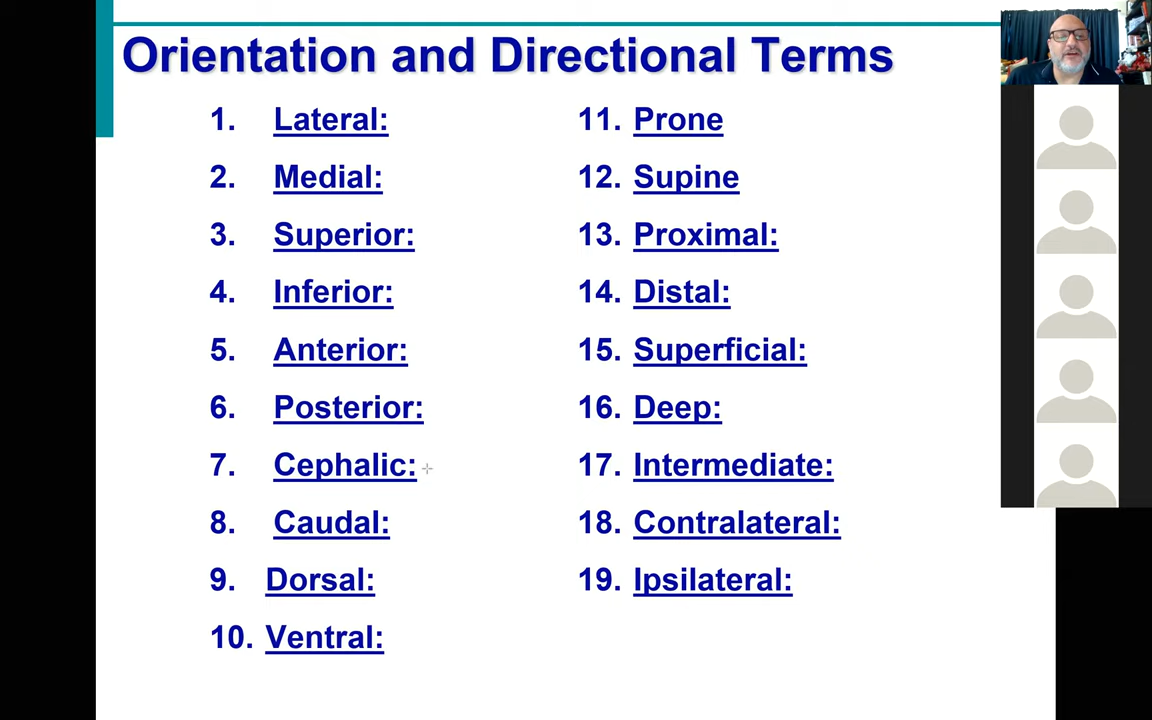 Orientation and Directional Terms
1. Lateral:
2. Medial:
3. Superior:
4. Inferior:
5. Anterior:
6. Posterior:
7. Cephalic:
8. Caudal:
9. Dorsal:
10. Ventral:
11. Prone
12. Supine
13. Proximal:
14. Distal:
15. Superficial:
16. Deep:
17. Intermediate:
18. Contralateral:
19. Ipsilateral: